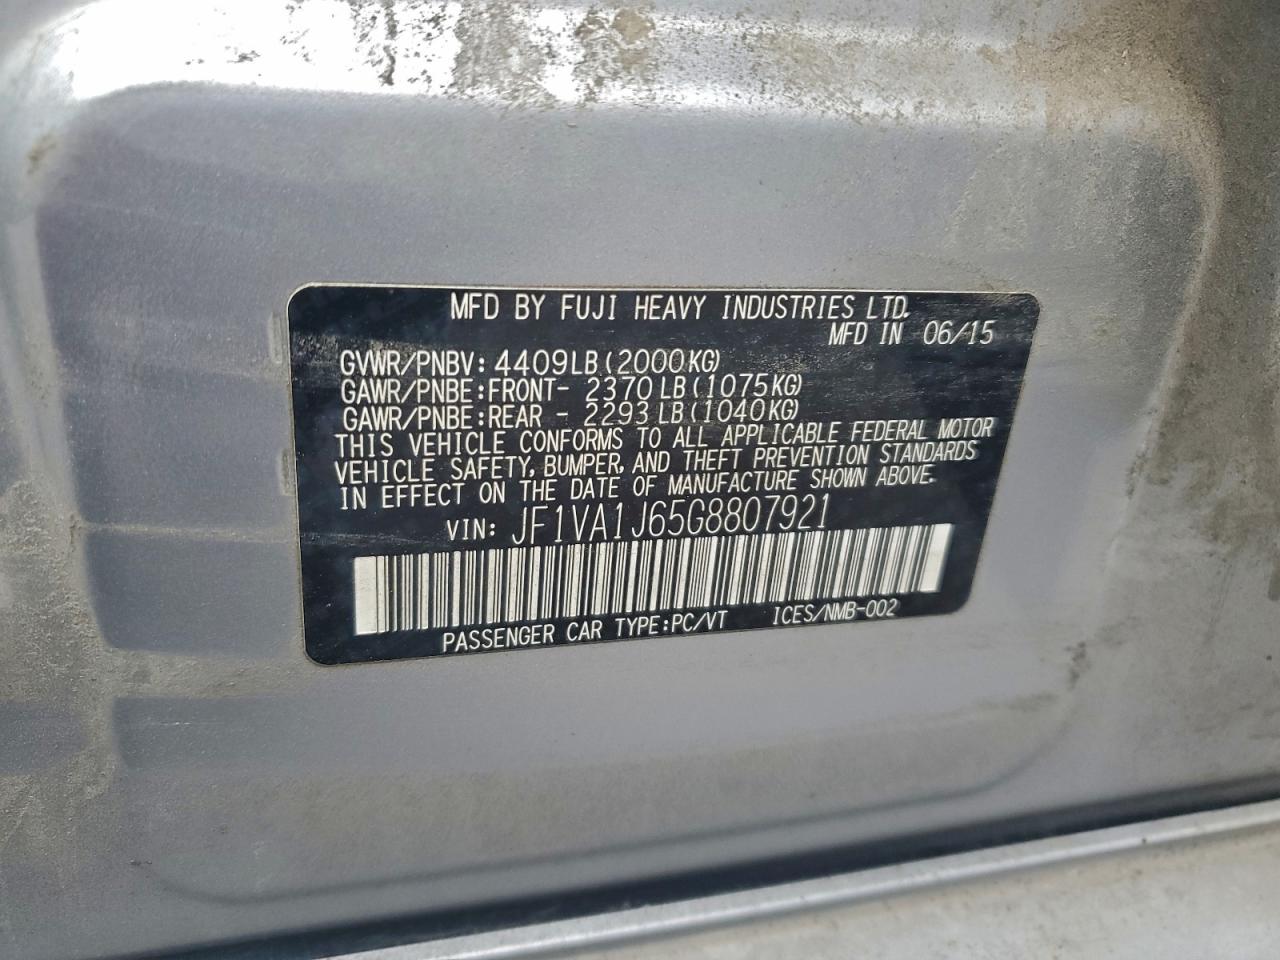 MFD BY FUJI HEAVY INDUSTRIES LTD.
MFD IN 06/15
GVWR/PNBV: 4409LB(2000KG)
GAWR/PNBE:FRONT- 2370LB(1075KG)
GAWR/PNBE:REAR - 2293LB(1040KG)
THIS VEHICLE CONFORMS TO ALL APPLICABLE FEDERAL MOTOR
VEHICLE SAFETY, BUMPER, AND THEFT PREVENTION STANDARDS
IN EFFECT ON THE DATE OF MANUFACTURE SHOWN ABOVE.
VIN: JF1VA1J65G8807921
PASSENGER CAR TYPE:PC/VT ICES/NMB-002